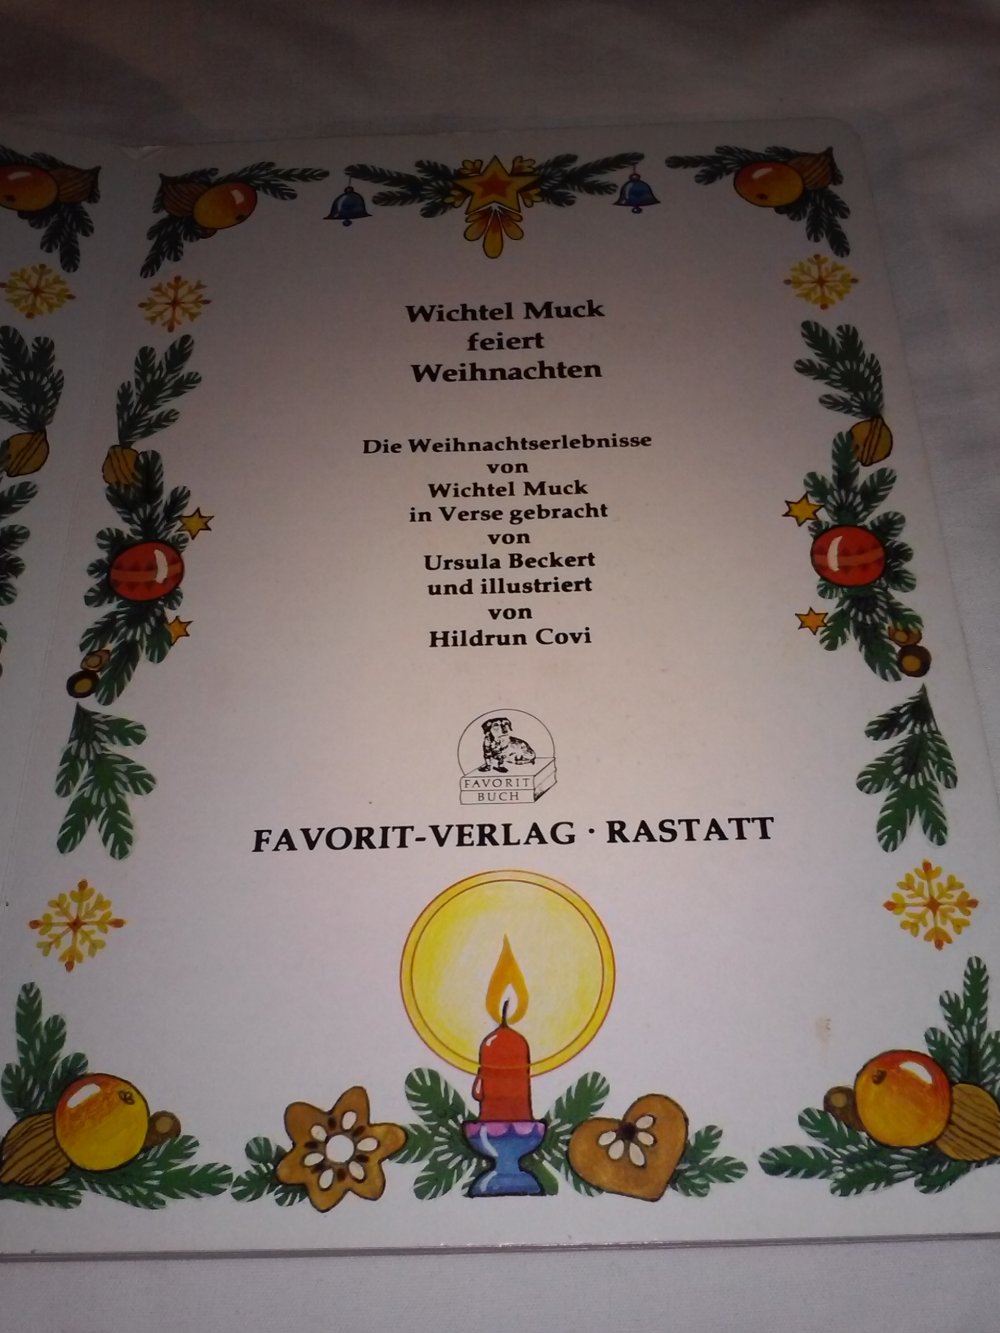 Wichtel Muck
feiert
Weihnachten
Die Weihnachtserlebnisse
von
Wichtel Muck
in Verse gebracht
von
Ursula Beckert
und illustriert
von
Hildrun Covi
FAVORIT
BUCH
FAVORIT-VERLAG · RASTATT